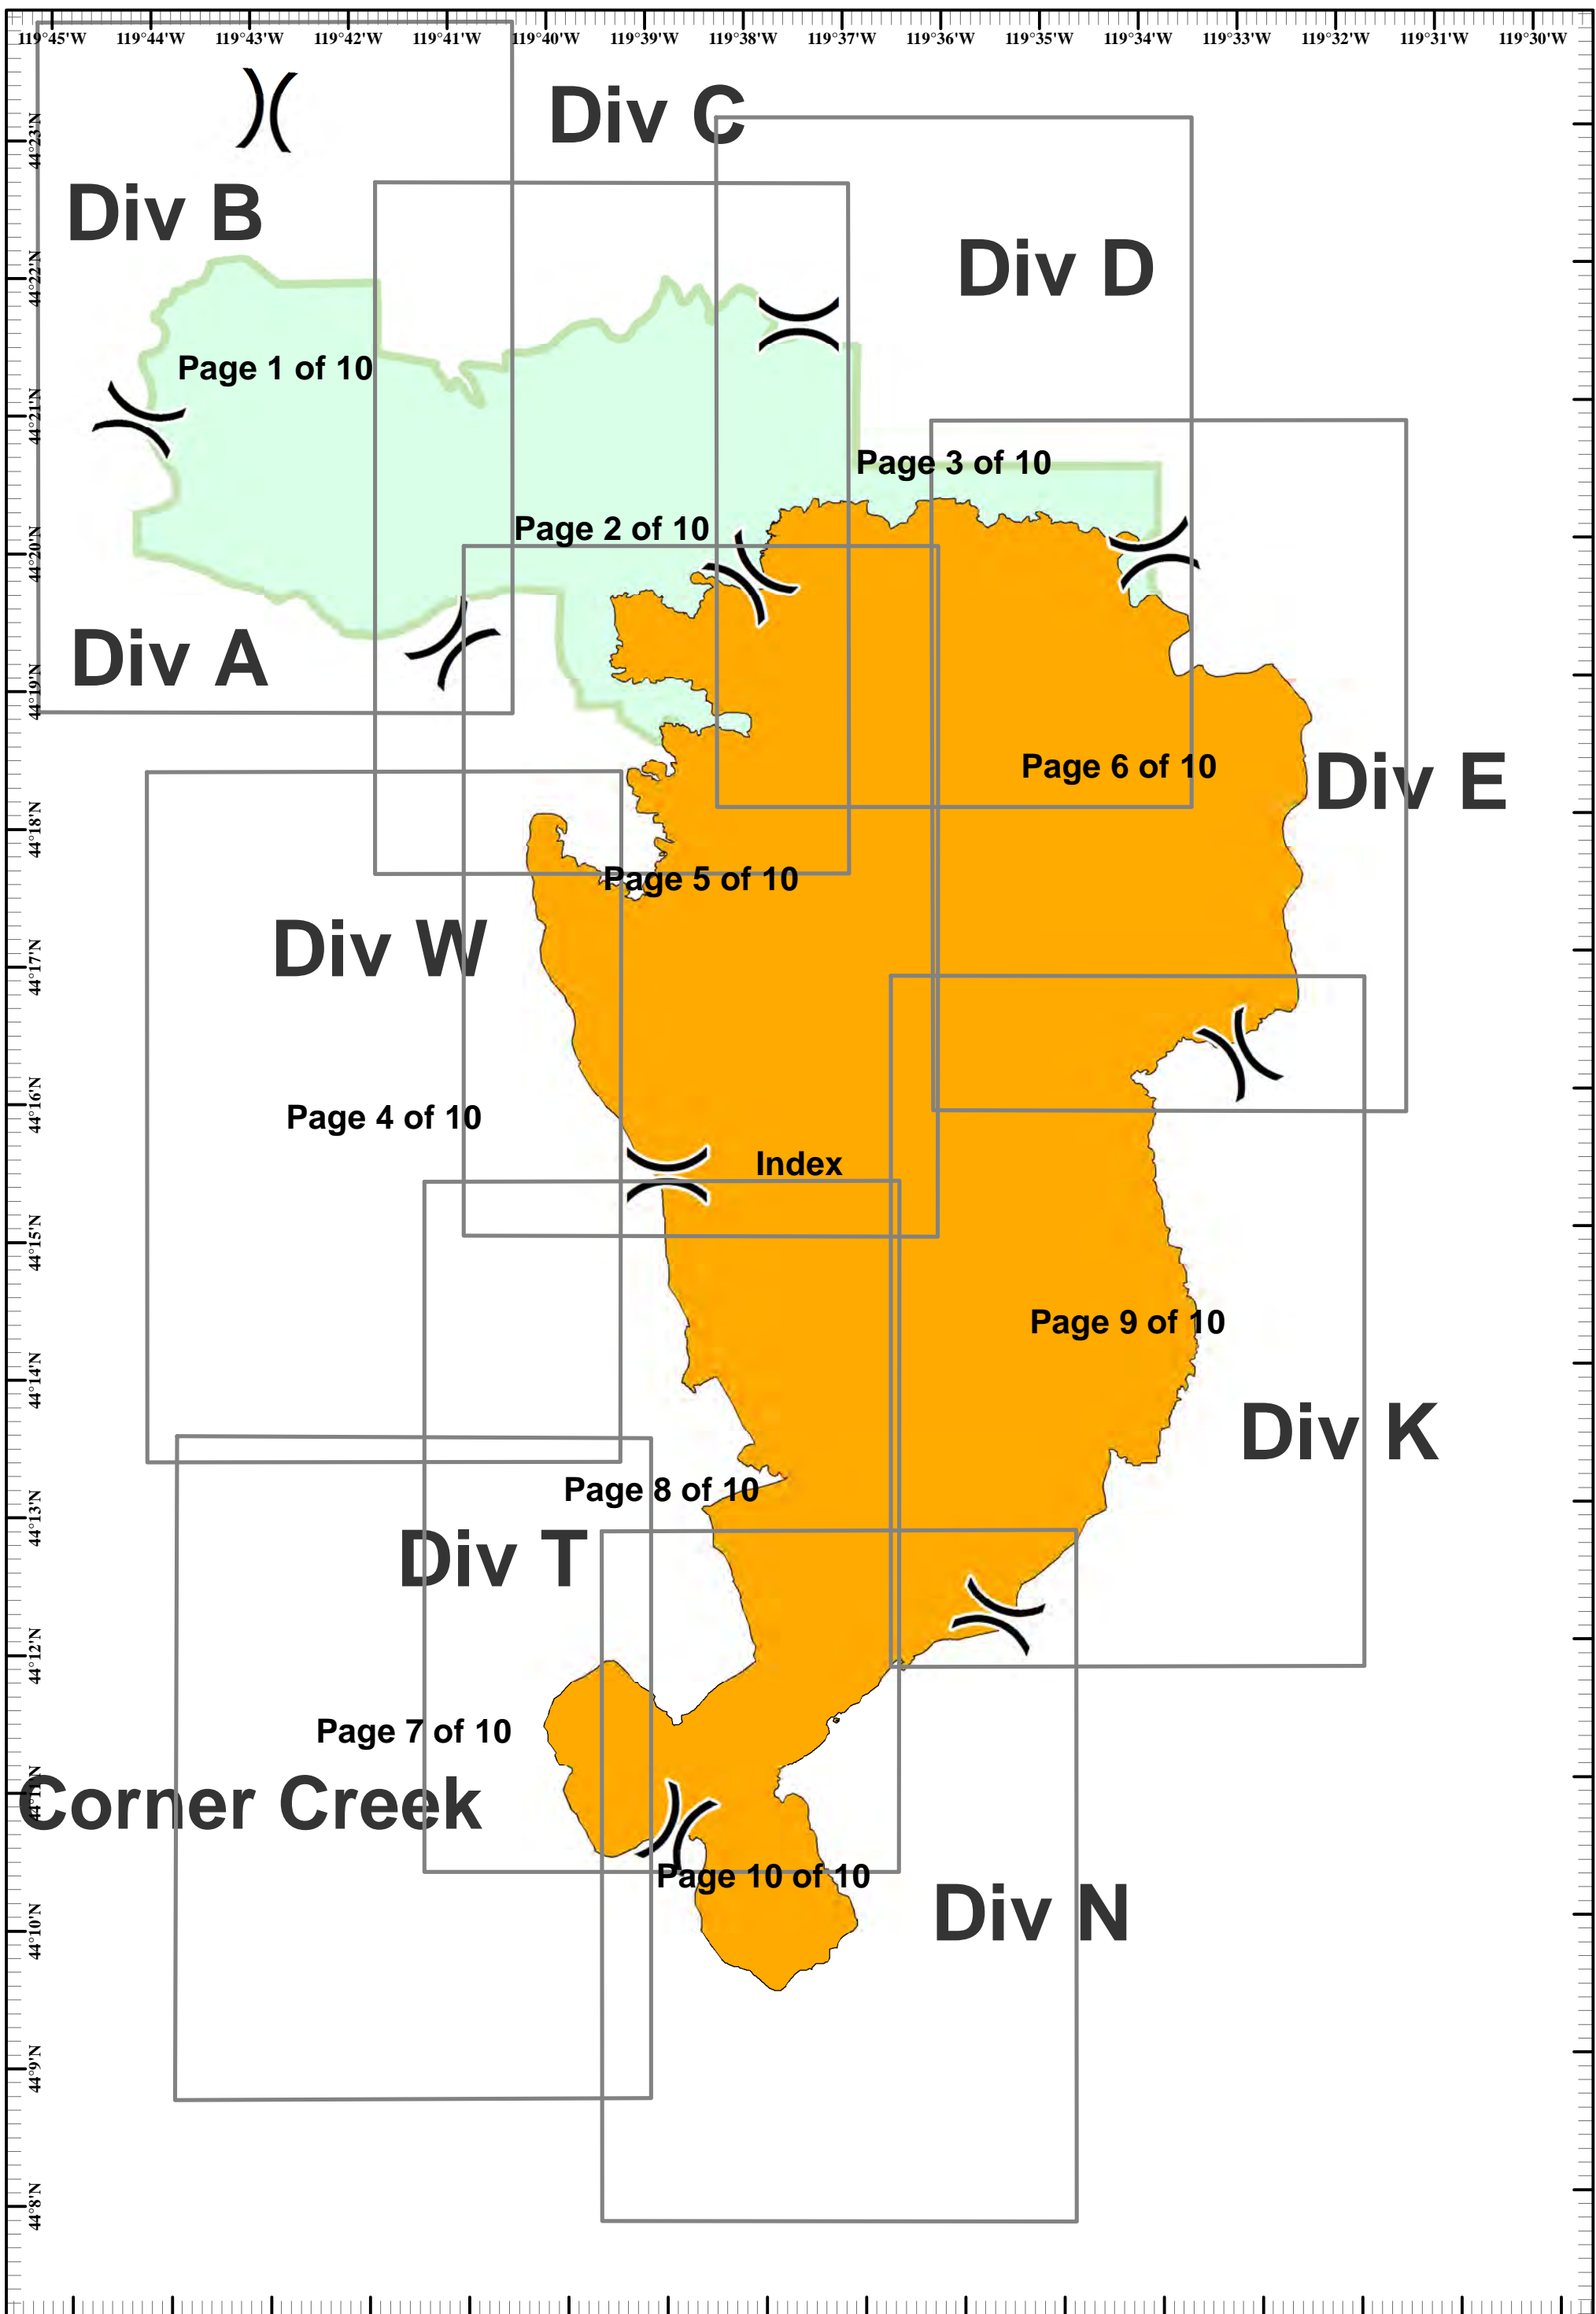 119°45'W 119°44'W 119°43'W 119°42'W 119°41'W 119°40'W 119°39'W 119°38'W 119°37'W 119°36'W 119°35'W 119°34'W 119°33'W 119°32'W 119°31'W 119°30'W
Div C
44°23'N
Div B
Div D
44°22'N
Page 1 of 10
44°21'N
Page 3 of 10
Page 2 of 10
44°20'N
Div A
44°19'N
Page 6 of 10
Div E
44°18'N
Page 5 of 10
Div W
44°17'N
Page 4 of 10
44°16'N
Index
44°15'N
Page 9 of 10
44°14'N
Div K
Page 8 of 10
44°13'N
Div T
44°12'N
Page 7 of 10
44°11'N
Corner Creek
Page 10 of 10
Div N
44°10'N
44°9'N
44°8'N